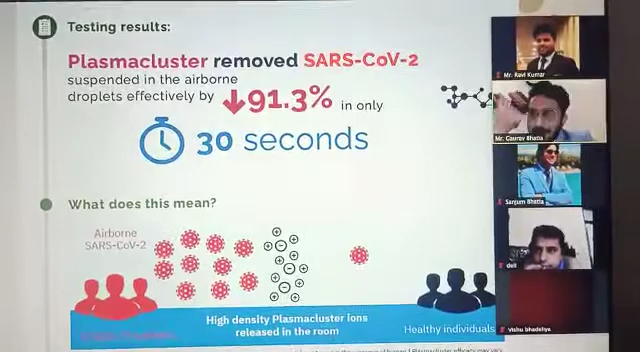 Testing results:
Plasmacluster removed SARS-CoV-2
suspended in the airborne
droplets effectively by 91.3% in only
30 seconds
What does this mean?
Airborne
SARS-CoV-2
High density Plasmacluster ions
released in the room
Healthy individuals
Mr. Ravi Kumar
Mr. Gaurav Bhatia
Sanjum Bhatia
dell
vishu bhadehya